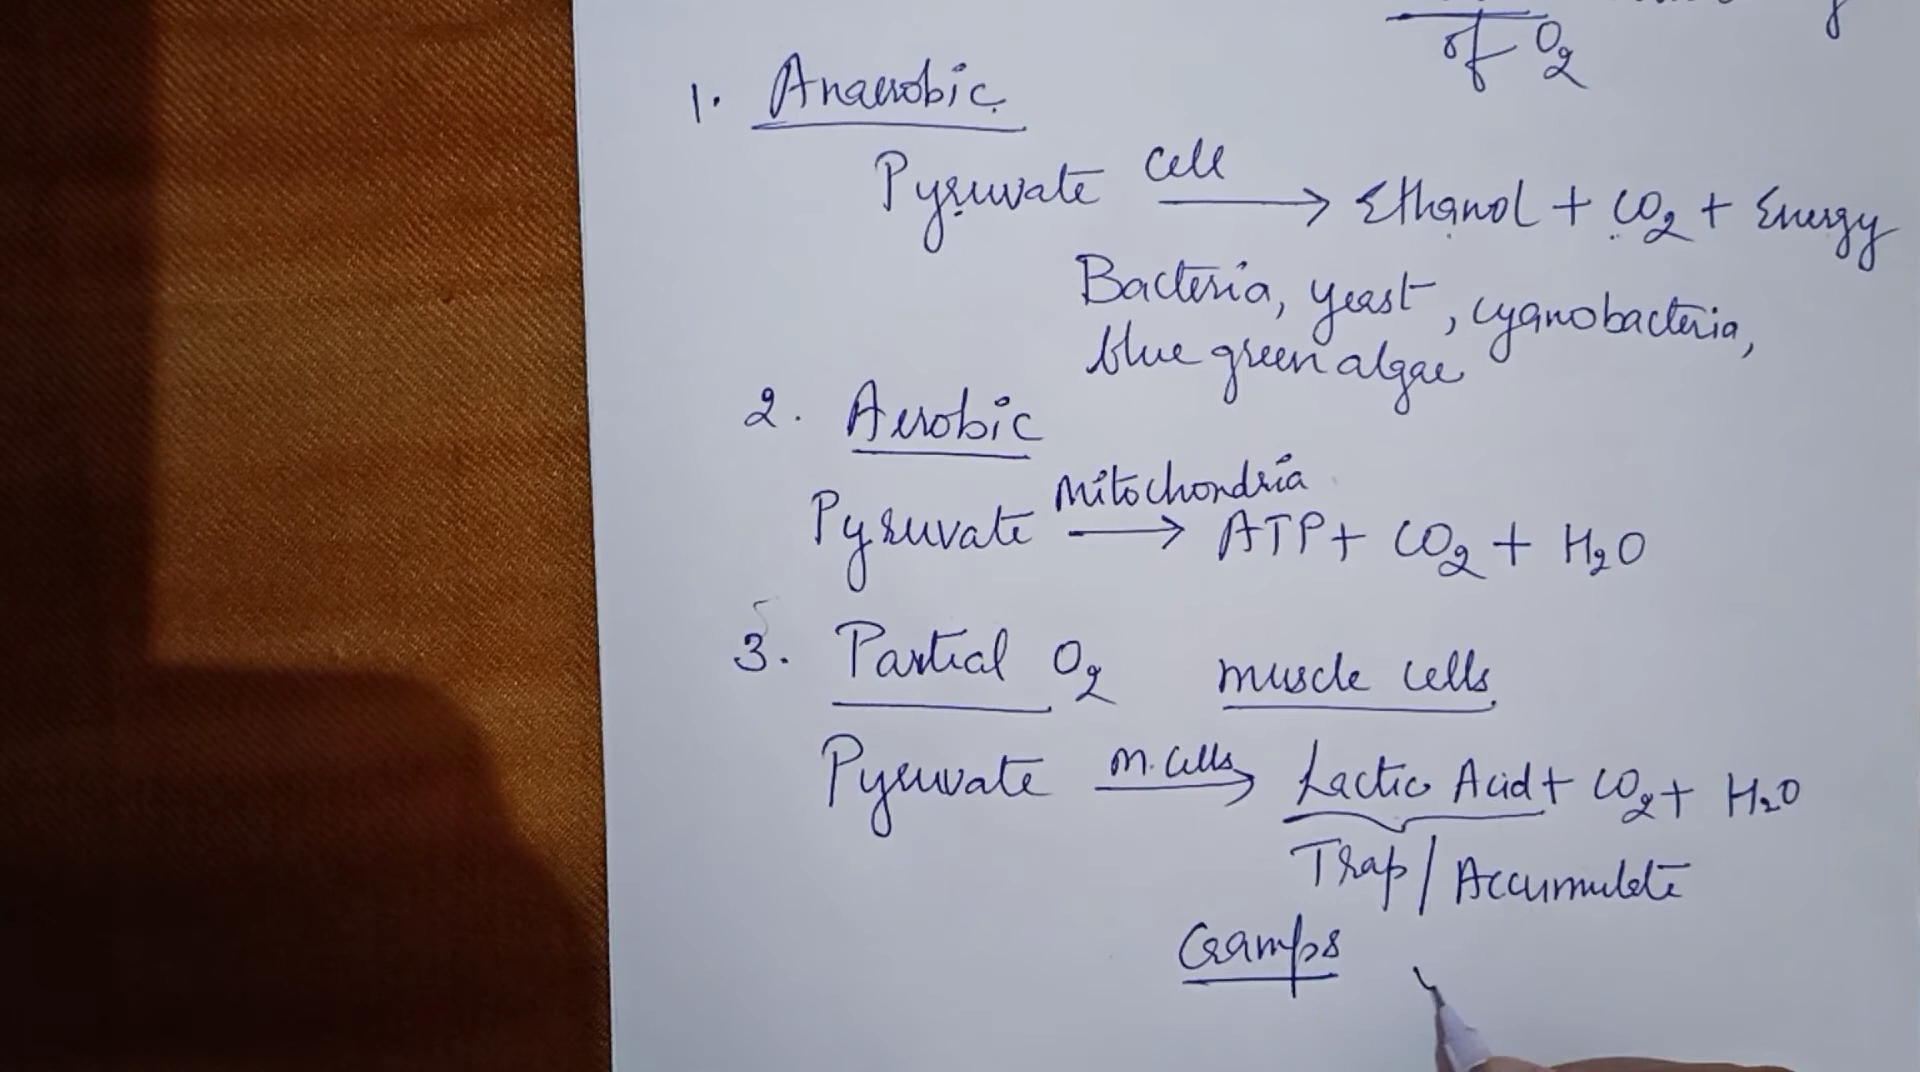 of O2
1. Anaerobic
Pyruvate cell → Ethanol + CO2 + Energy
Bacteria, yeast, cyanobacteria,
blue green algae
2. Aerobic
Pyruvate Mitochondria → ATP + CO2 + H2O
3. Partial O2 muscle cells
Pyruvate m. cells → Lactic Acid + CO2 + H2O
Trap / Accumulate
Cramps